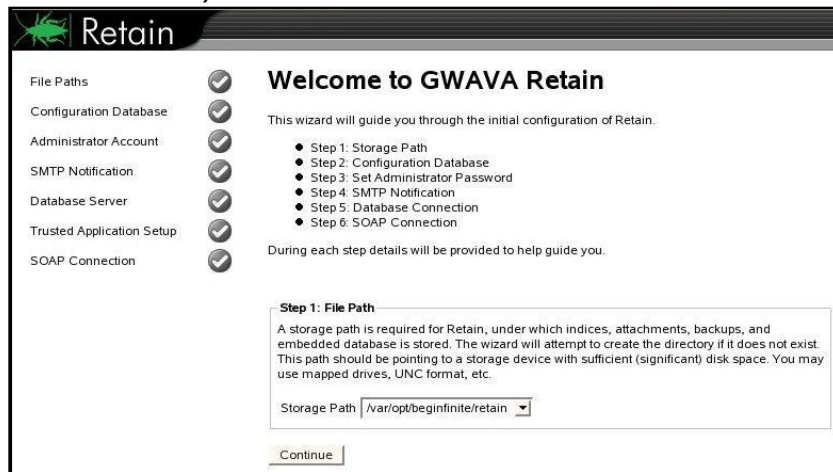 Retain
File Paths
Configuration Database
Administrator Account
SMTP Notification
Database Server
Trusted Application Setup
SOAP Connection
Welcome to GWAVA Retain
This wizard will guide you through the initial configuration of Retain.
Step 1: Storage Path
Step 2: Configuration Database
Step 3: Set Administrator Password
Step 4: SMTP Notification
Step 5: Database Connection
Step 6: SOAP Connection
During each step details will be provided to help guide you.
Step 1: File Path
A storage path is required for Retain, under which indices, attachments, backups, and
embedded database is stored. The wizard will attempt to create the directory if it does not exist.
This path should be pointing to a storage device with sufficient (significant) disk space. You may
use mapped drives, UNC format, etc.
Storage Path /var/opt/beginfinite/retain
Continue